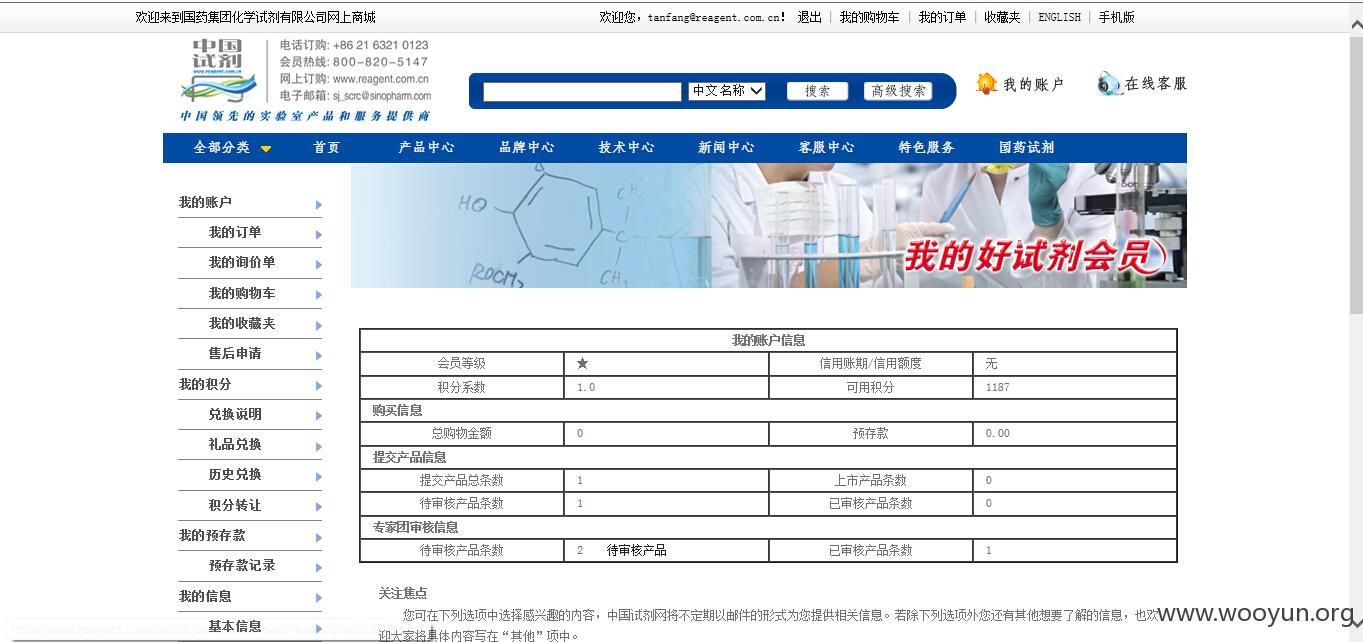 欢迎来到国药集团化学试剂有限公司网上商城
欢迎您，tanfang@reagent.com.cn! 退出 | 我的购物车 | 我的订单 | 收藏夹 | ENGLISH | 手机版
中国试剂
www.reagent.com.cn
电话订购: +86 21 6321 0123
会员热线: 800-820-5147
网上订购: www.reagent.com.cn
电子邮箱: sj_scrc@sinopharm.com
中国领先的实验室产品和服务提供商
中文名称 搜索 高级搜索
我的账户 在线客服
全部分类 首页 产品中心 品牌中心 技术中心 新闻中心 客服中心 特色服务 国药试剂
我的账户
我的订单
我的询价单
我的购物车
我的收藏夹
售后申请
我的积分
兑换说明
礼品兑换
历史兑换
积分转让
我的预存款
预存款记录
我的信息
基本信息
HO
CH3
C
CH3
ROCM2
我的好试剂会员
我的账户信息
会员等级 ★ 信用账期/信用额度 无
积分系数 1.0 可用积分 1187
购买信息
总购物金额 0 预存款 0.00
提交产品信息
提交产品总条数 1 上市产品条数 0
待审核产品条数 1 已审核产品条数 0
专家团审核信息
待审核产品条数 2 待审核产品 已审核产品条数 1
关注焦点
您可在下列选项中选择感兴趣的内容，中国试剂网将不定期以邮件的形式为您提供相关信息。若除下列选项外您还有其他想要了解的信息，也欢
迎大家将具体内容写在“其他”项中。
www.wooyun.org